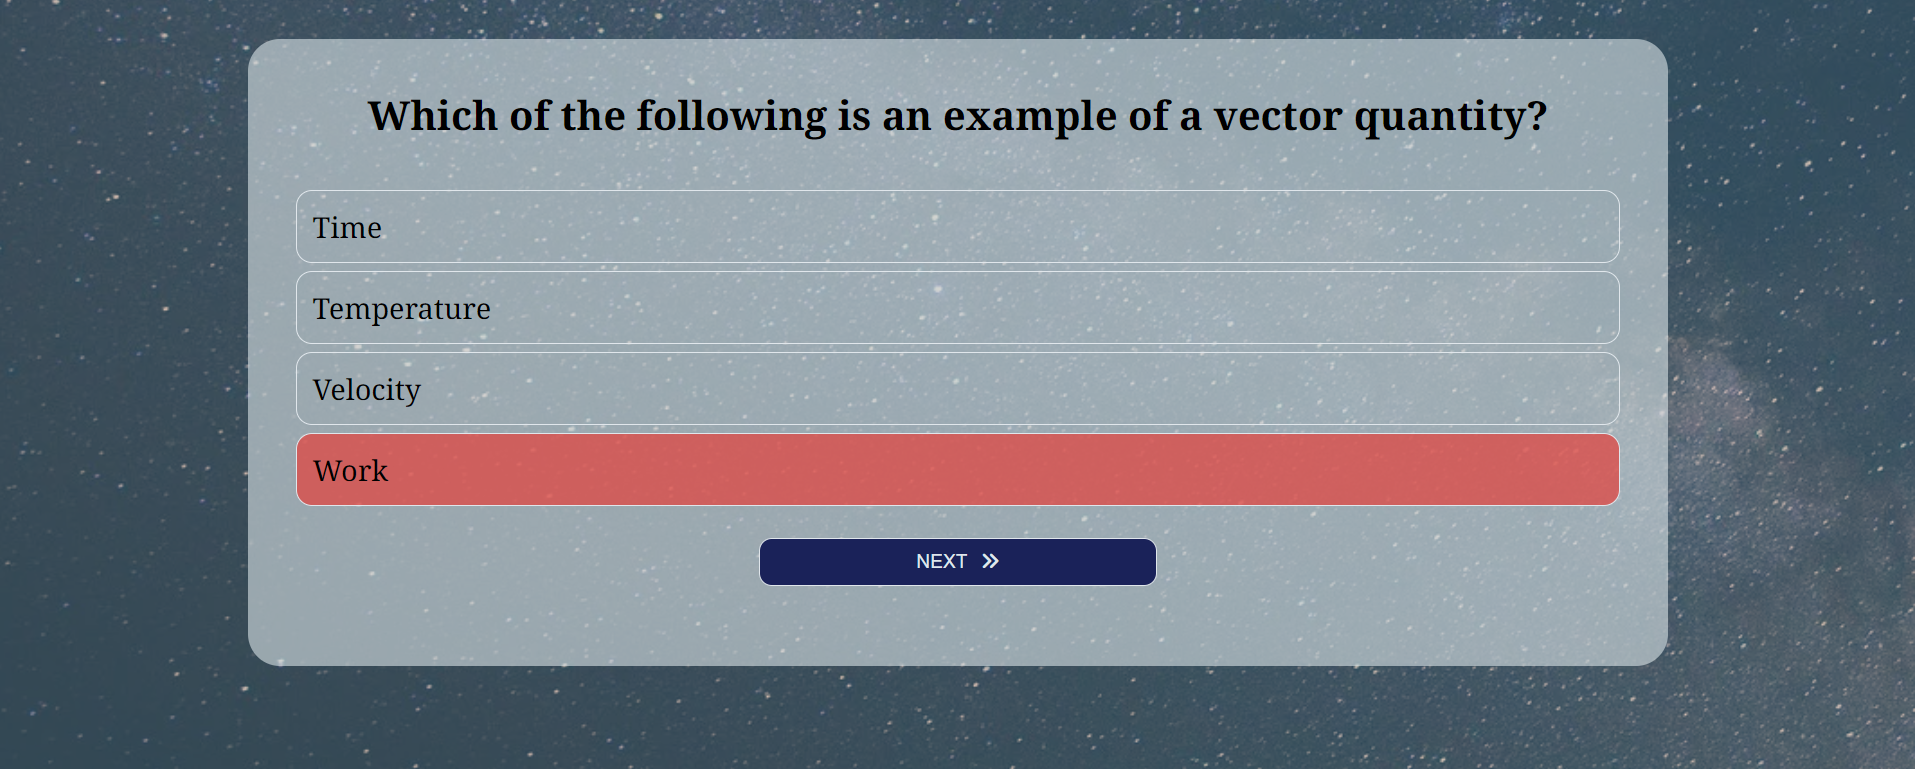 Which of the following is an example of a vector quantity?
Time
Temperature
Velocity
Work
NEXT